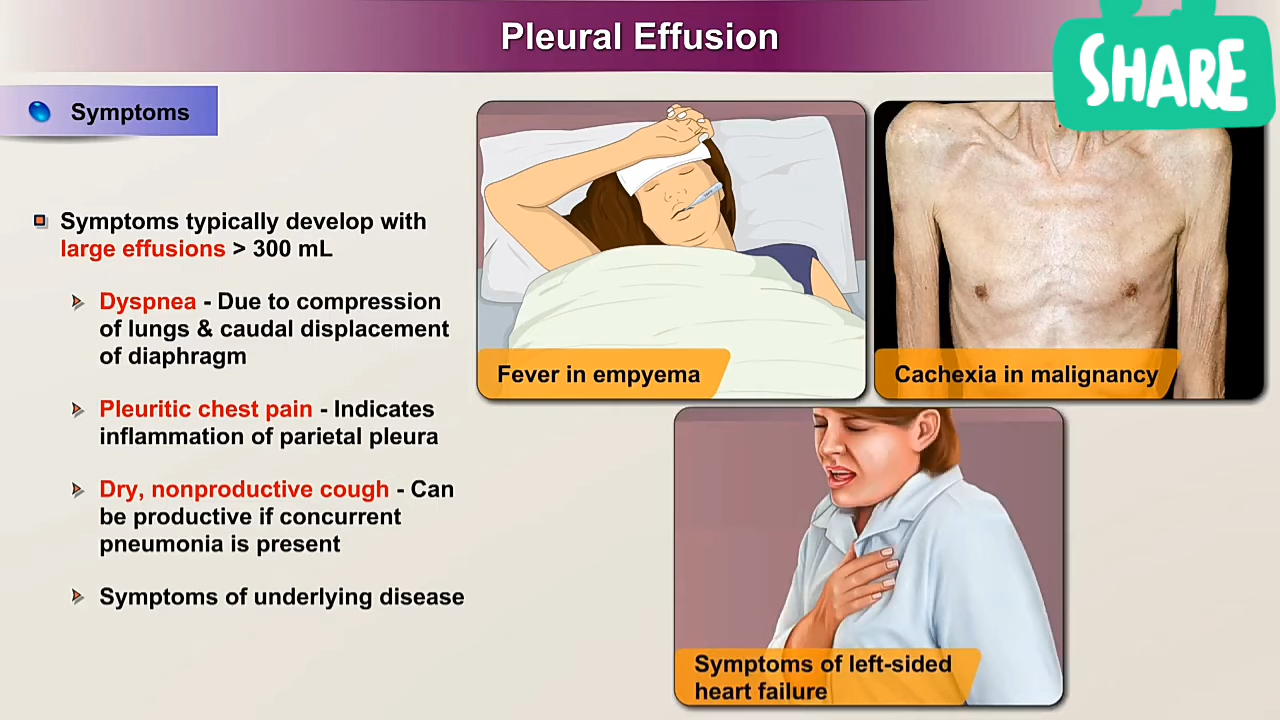 Pleural Effusion
SHARE
Symptoms
Symptoms typically develop with
large effusions > 300 mL
Dyspnea - Due to compression
of lungs & caudal displacement
of diaphragm
Pleuritic chest pain - Indicates
inflammation of parietal pleura
Dry, nonproductive cough - Can
be productive if concurrent
pneumonia is present
Symptoms of underlying disease
Fever in empyema
Cachexia in malignancy
Symptoms of left-sided
heart failure